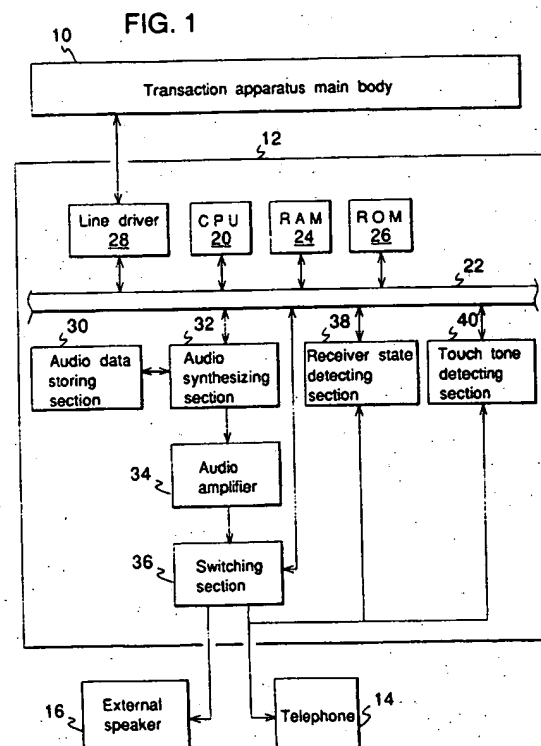 FIG. 1
10
Transaction apparatus main body
12
Line driver
28
CPU
20
RAM
24
ROM
26
22
30
Audio data
storing
section
32
Audio
synthesizing
section
38
Receiver state
detecting
section
40
Touch tone
detecting
section
34
Audio
amplifier
36
Switching
section
16
External
speaker
Telephone
14